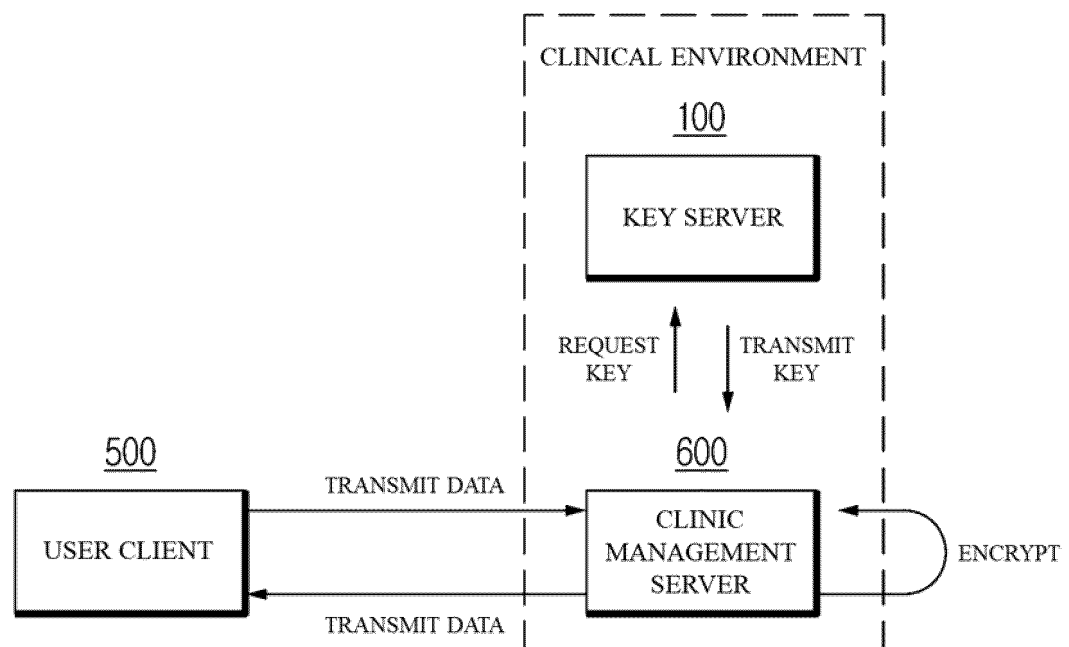 CLINICAL ENVIRONMENT
100
KEY SERVER
REQUEST
KEY
TRANSMIT
KEY
500
600
TRANSMIT DATA
USER CLIENT
CLINIC
MANAGEMENT
SERVER
ENCRYPT
TRANSMIT DATA